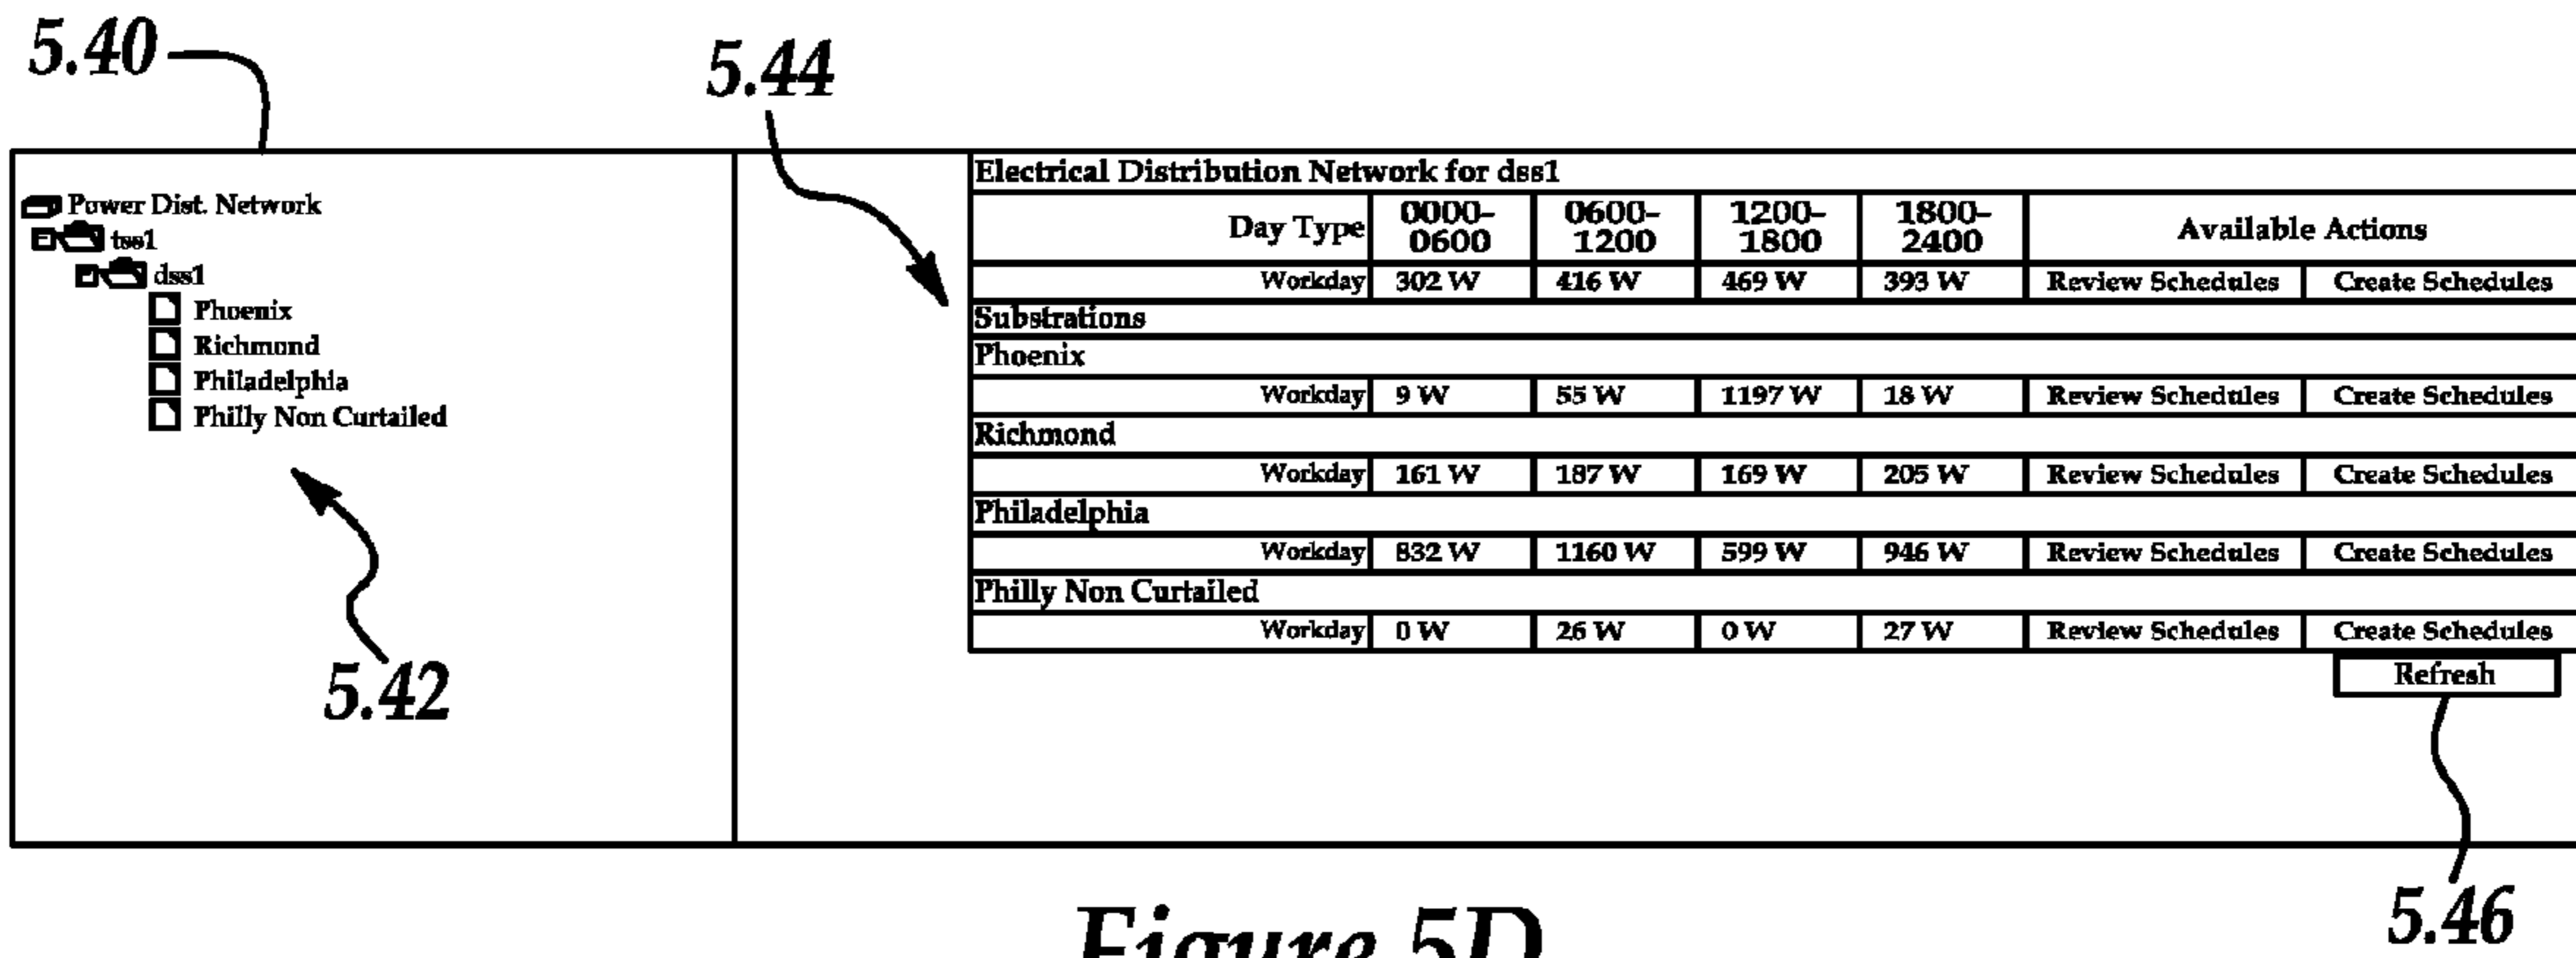 5.40
5.44
Power Dist. Network
tss1
dss1
Phoenix
Richmond
Philadelphia
Philly Non Curtailed
5.42
Electrical Distribution Network for dss1
Day Type 0000-0600 0600-1200 1200-1800 1800-2400 Available Actions
Workday 302 W 416 W 469 W 393 W Review Schedules Create Schedules
Substrations
Phoenix
Workday 9 W 55 W 1197 W 18 W Review Schedules Create Schedules
Richmond
Workday 161 W 187 W 169 W 205 W Review Schedules Create Schedules
Philadelphia
Workday 832 W 1160 W 599 W 946 W Review Schedules Create Schedules
Philly Non Curtailed
Workday 0 W 26 W 0 W 27 W Review Schedules Create Schedules
Refresh
5.46
Figure 5D